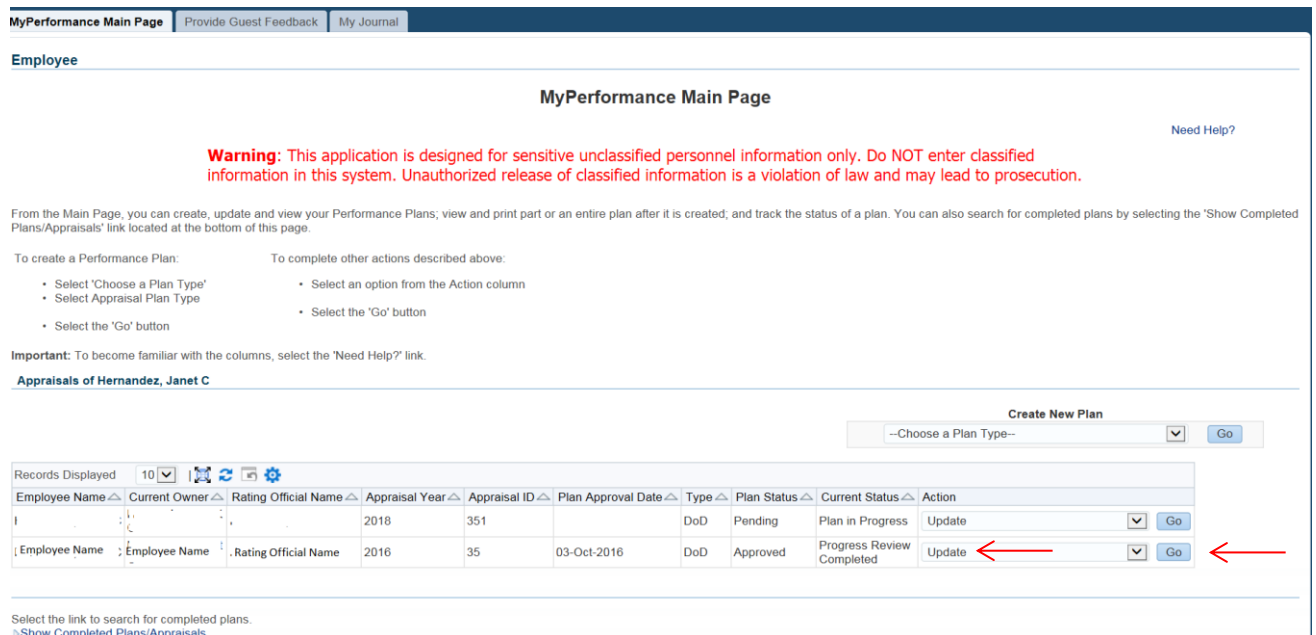 MyPerformance Main Page Provide Guest Feedback My Journal
Employee
MyPerformance Main Page
Need Help?
Warning: This application is designed for sensitive unclassified personnel information only. Do NOT enter classified
information in this system. Unauthorized release of classified information is a violation of law and may lead to prosecution.
From the Main Page, you can create, update and view your Performance Plans; view and print part or an entire plan after it is created; and track the status of a plan. You can also search for completed plans by selecting the 'Show Completed
Plans/Appraisals' link located at the bottom of this page.
To create a Performance Plan: To complete other actions described above:
• Select 'Choose a Plan Type' • Select an option from the Action column
• Select Appraisal Plan Type
• Select the 'Go' button
• Select the 'Go' button
Important: To become familiar with the columns, select the 'Need Help?' link.
Appraisals of Hernandez, Janet C
Create New Plan
--Choose a Plan Type-- Go
Records Displayed 10
Employee Name Current Owner Rating Official Name Appraisal Year Appraisal ID Plan Approval Date Type Plan Status Current Status Action
2018 351 DoD Pending Plan in Progress Update Go
Employee Name Employee Name Rating Official Name 2016 35 03-Oct-2016 DoD Approved Progress Review Completed Update Go
Select the link to search for completed plans.
Show Completed Plans/Appraisals